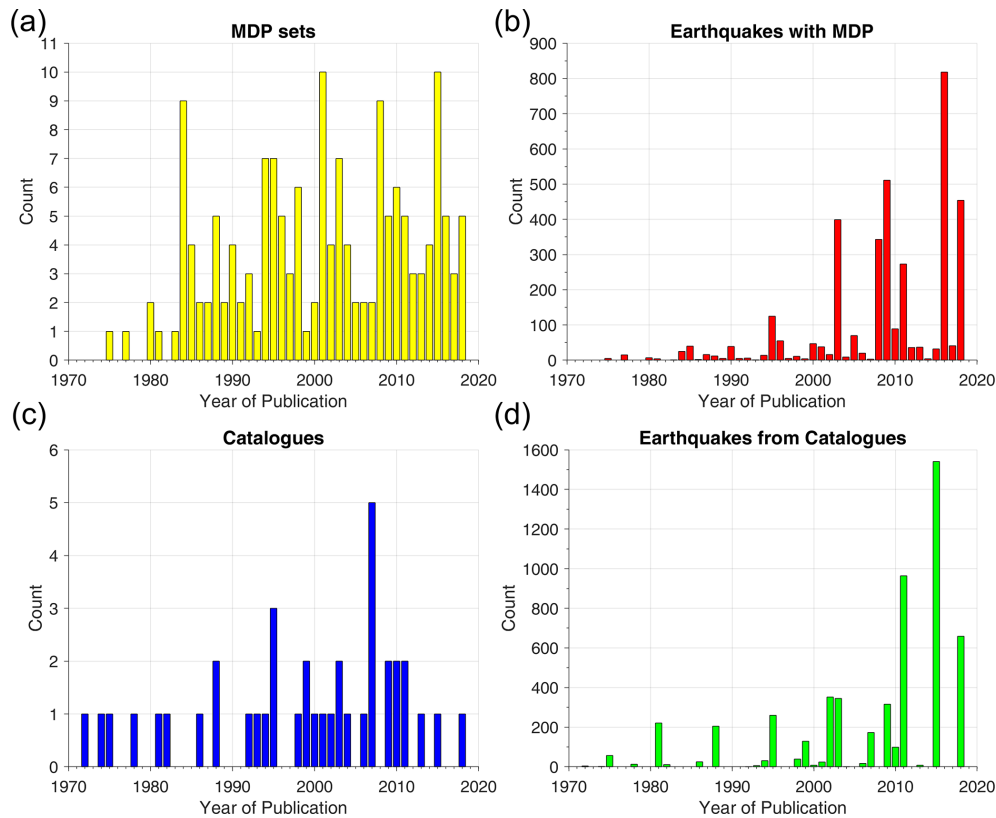 (a)
MDP sets
11
10
9
8
7
6
5
4
3
2
1
0
Count
1970 1980 1990 2000 2010 2020
Year of Publication
(b)
Earthquakes with MDP
900
800
700
600
500
400
300
200
100
0
Count
1970 1980 1990 2000 2010 2020
Year of Publication
(c)
Catalogues
6
5
4
3
2
1
0
Count
1970 1980 1990 2000 2010 2020
Year of Publication
(d)
Earthquakes from Catalogues
1600
1400
1200
1000
800
600
400
200
0
Count
1970 1980 1990 2000 2010 2020
Year of Publication